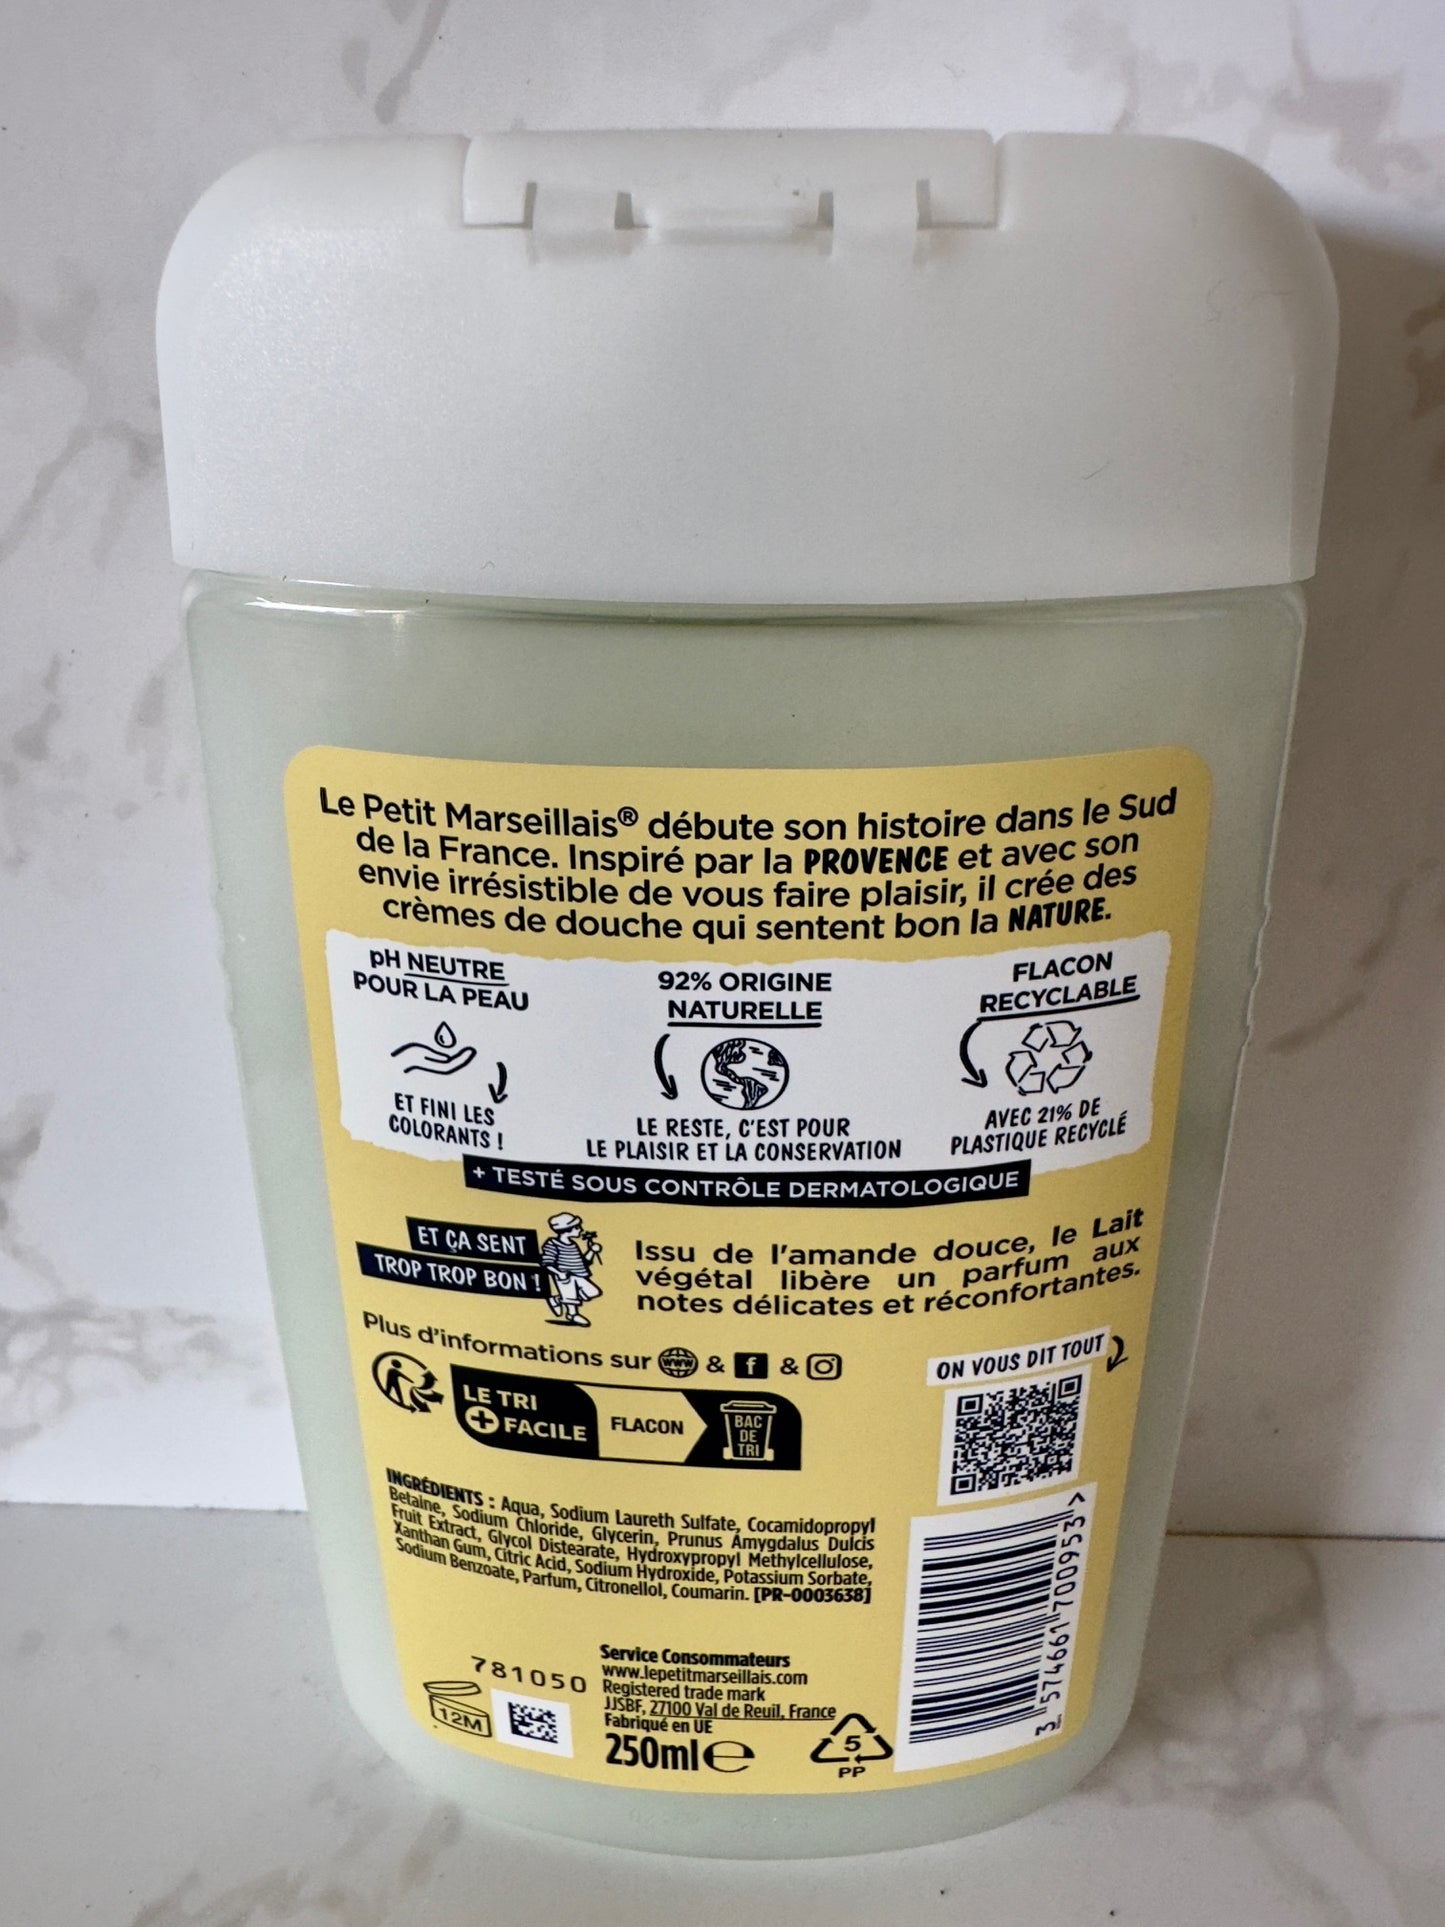 Le Petit Marseillais® débute son histoire dans le Sud
de la France. Inspiré par la PROVENCE et avec son
envie irrésistible de vous faire plaisir, il crée des
crèmes de douche qui sentent bon la NATURE.
pH NEUTRE
POUR LA PEAU
ET FINI LES
COLORANTS !
92% ORIGINE
NATURELLE
LE RESTE, C'EST POUR
LE PLAISIR ET LA CONSERVATION
FLACON
RECYCLABLE
AVEC 21% DE
PLASTIQUE RECYCLÉ
+ TESTÉ SOUS CONTRÔLE DERMATOLOGIQUE
ET ÇA SENT
TROP TROP BON !
Issu de l'amande douce, le Lait
végétal libère un parfum aux
notes délicates et réconfortantes.
Plus d'informations sur www & f &
LE TRI
+ FACILE
FLACON
BAC
DE
TRI
ON VOUS DIT TOUT
INGRÉDIENTS : Aqua, Sodium Laureth Sulfate, Cocamidopropyl
Betaine, Sodium Chloride, Glycerin, Prunus Amygdalus Dulcis
Fruit Extract, Glycol Distearate, Hydroxypropyl Methylcellulose,
Xanthan Gum, Citric Acid, Sodium Hydroxide, Potassium Sorbate,
Sodium Benzoate, Parfum, Citronellol, Coumarin. [PR-0003638]
781050
12M
Service Consommateurs
www.lepetitmarseillais.com
Registered trade mark
JJSBF, 27100 Val de Reuil, France
Fabriqué en UE
250ml e
5
PP
3 574661 700953 >